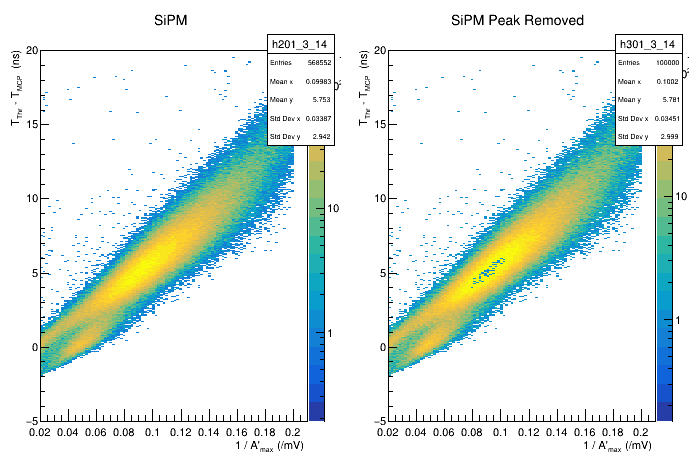 SiPM
h201_3_14
Entries 568552
Mean x 0.09983
Mean y 5.753
Std Dev x 0.03387
Std Dev y 2.942
T_Thr - T_MCP (ns)
20
15
10
5
0
−5
0.02 0.04 0.06 0.08 0.1 0.12 0.14 0.16 0.18 0.2
1 / A'_max (/mV)
10
1
SiPM Peak Removed
h301_3_14
Entries 100000
Mean x 0.1002
Mean y 5.781
Std Dev x 0.03451
Std Dev y 2.999
T_Thr - T_MCP (ns)
20
15
10
5
0
−5
0.02 0.04 0.06 0.08 0.1 0.12 0.14 0.16 0.18 0.2
1 / A'_max (/mV)
10
1